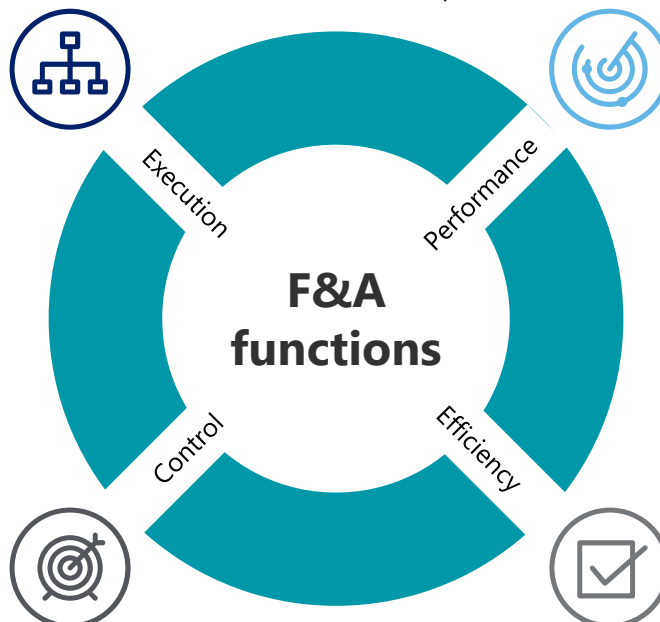 Execution
Performance
F&A
functions
Control
Efficiency